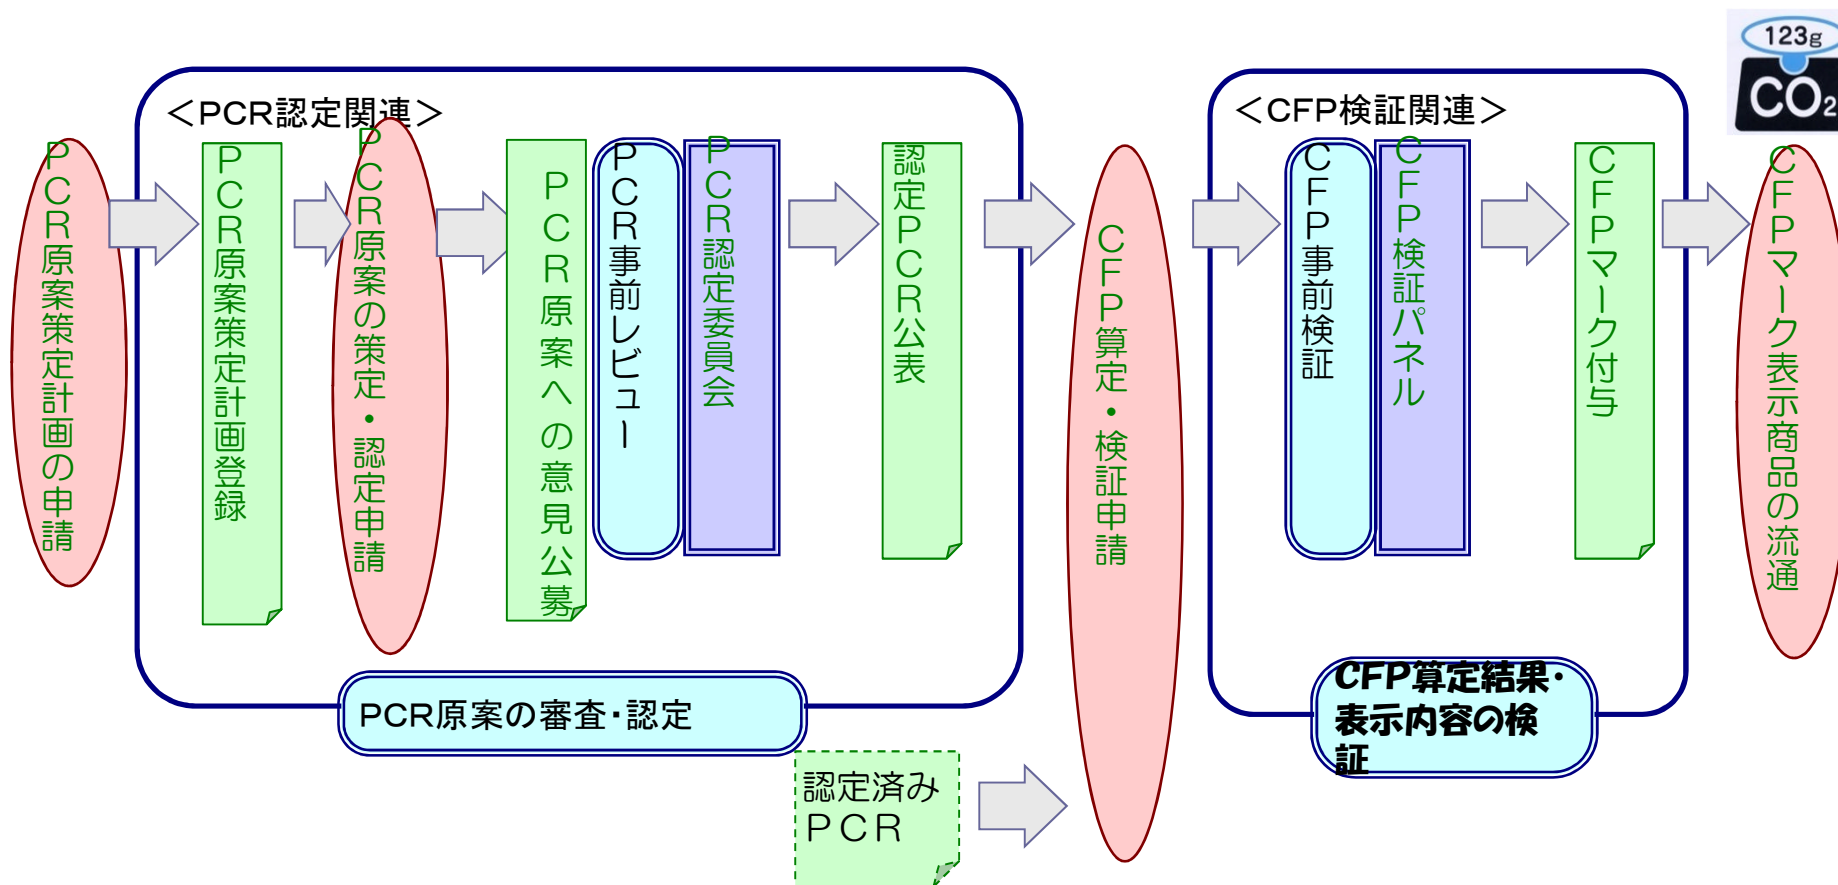 123g
CO2
＜PCR認定関連＞
＜CFP検証関連＞
PCR原案策定計画の申請
PCR原案策定計画登録
PCR原案の策定・認定申請
PCR原案への意見公募
PCR事前レビュー
PCR認定委員会
認定PCR公表
CFP算定・検証申請
CFP事前検証
CFP検証パネル
CFPマーク付与
CFPマーク表示商品の流通
PCR原案の審査・認定
CFP算定結果・
表示内容の検
証
認定済み
PCR